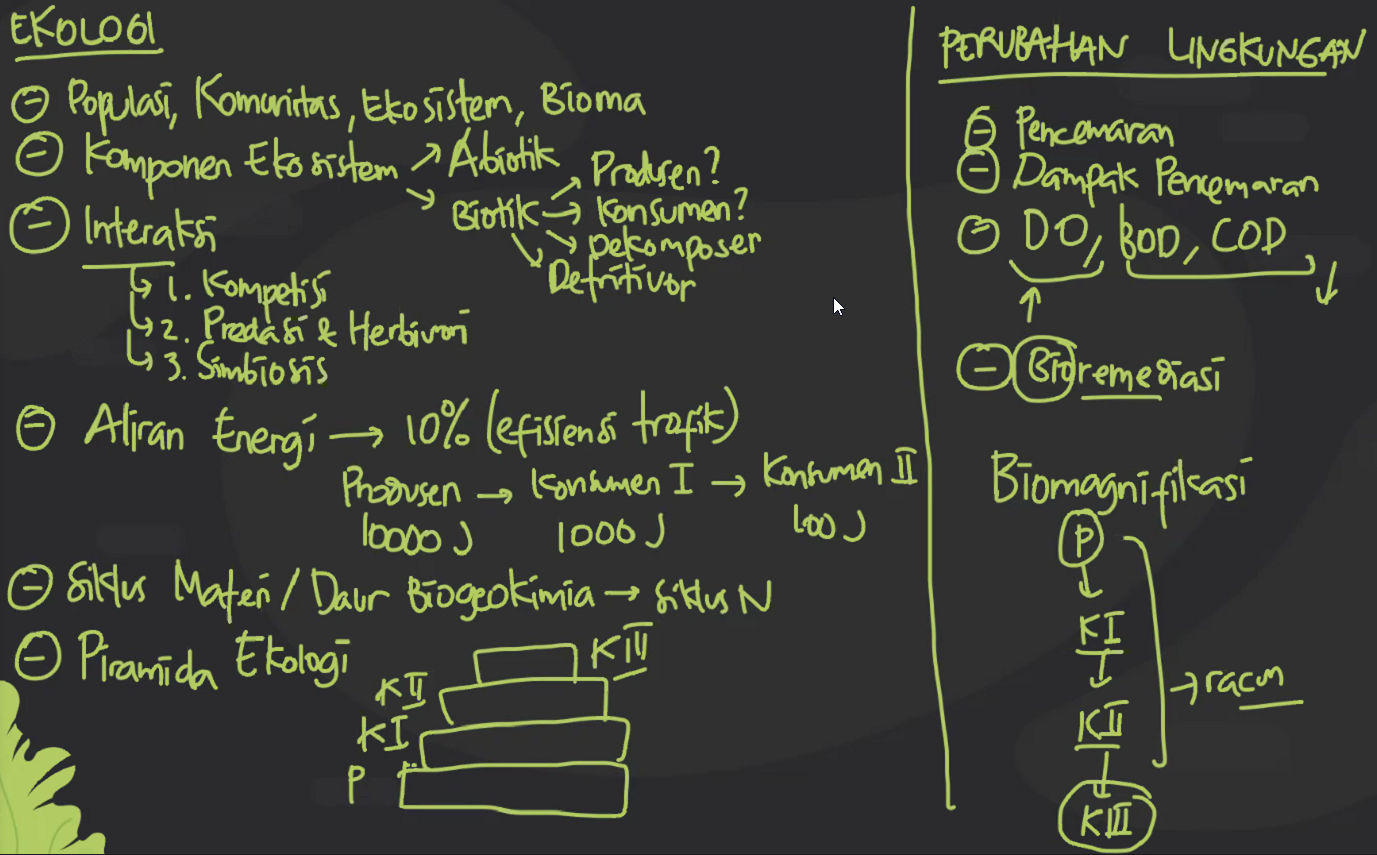 EKOLOGI
Populasi, Komunitas, Ekosistem, Bioma
Komponen Ekosistem → Abiotik
Biotik → Produsen?
Konsumen?
Dekomposer
Detritivor
Interaksi
1. Kompetisi
2. Predasi & Herbivori
3. Simbiosis
Aliran Energi → 10% (efisiensi trofik)
Produsen → Konsumen I → Konsumen II
10000 J 1000 J 100 J
Siklus Materi / Daur Biogeokimia → Siklus N
Piramida Ekologi
KIII
KII
KI
P
PERUBAHAN LINGKUNGAN
Pencemaran
Dampak Pencemaran
DO, BOD, COD
Bioremediasi
Biomagnifikasi
P
KI
KII
→ racun
KIII